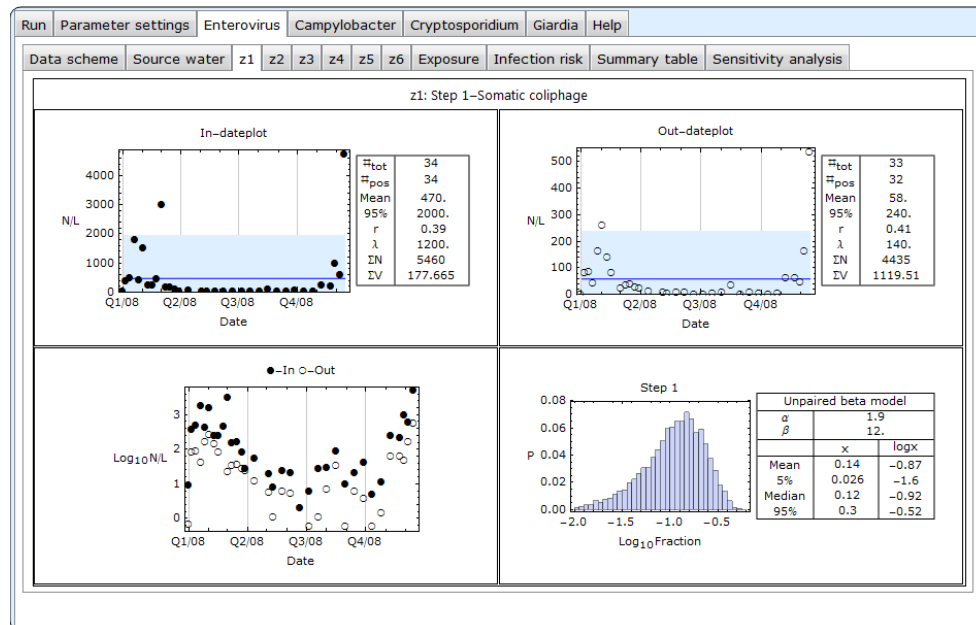 Run Parameter settings Enterovirus Campylobacter Cryptosporidium Giardia Help
Data scheme Source water z1 z2 z3 z4 z5 z6 Exposure Infection risk Summary table Sensitivity analysis
z1: Step 1-Somatic coliphage
In-dateplot
4000
3000
2000
1000
0
N/L
Q1/08 Q2/08 Q3/08 Q4/08
Date
#tot 34
#pos 34
Mean 470.
95% 2000.
r 0.39
λ 1200.
ΣN 5460
ΣV 177.665
Out-dateplot
500
400
300
200
100
0
N/L
Q1/08 Q2/08 Q3/08 Q4/08
Date
#tot 33
#pos 32
Mean 58.
95% 240.
r 0.41
λ 140.
ΣN 4435
ΣV 1119.51
●-In ○-Out
3
2
1
0
Log10N/L
Q1/08 Q2/08 Q3/08 Q4/08
Date
Step 1
0.08
0.06
0.04
0.02
0.00
P
-2.0 -1.5 -1.0 -0.5
Log10Fraction
Unpaired beta model
α 1.9
β 12.
x logx
Mean 0.14 -0.87
5% 0.026 -1.6
Median 0.12 -0.92
95% 0.3 -0.52